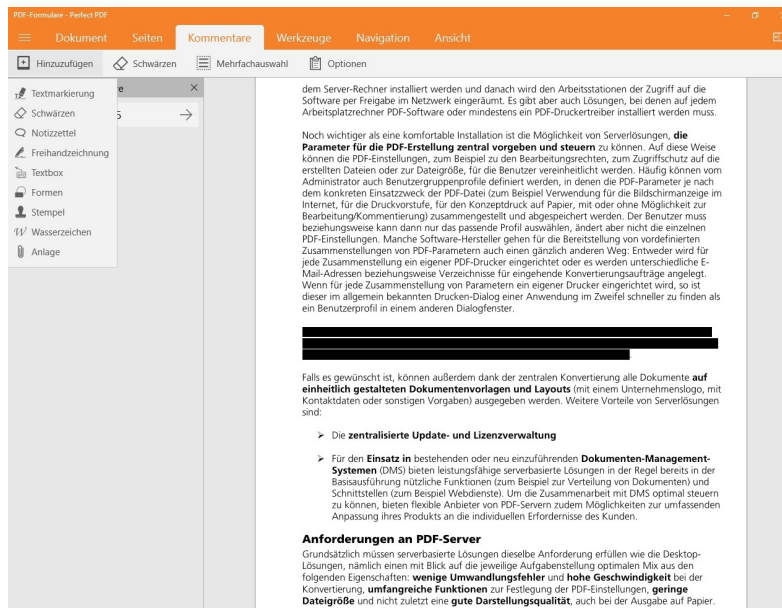 PDF-Formulare - Perfect PDF
Dokument Seiten Kommentare Werkzeuge Navigation Ansicht
Hinzuzufügen Schwärzen Mehrfachauswahl Optionen
Textmarkierung
Schwärzen
Notizzettel
Freihandzeichnung
Textbox
Formen
Stempel
Wasserzeichen
Anlage
dem Server-Rechner installiert werden und danach wird den Arbeitsstationen der Zugriff auf die
Software per Freigabe im Netzwerk eingeräumt. Es gibt aber auch Lösungen, bei denen auf jedem
Arbeitsplatzrechner PDF-Software oder mindestens ein PDF-Druckertreiber installiert werden muss.
Noch wichtiger als eine komfortable Installation ist die Möglichkeit von Serverlösungen, die
Parameter für die PDF-Erstellung zentral vorgeben und steuern zu können. Auf diese Weise
können die PDF-Einstellungen, zum Beispiel zu den Bearbeitungsrechten, zum Zugriffschutz auf die
erstellten Dateien oder zur Dateigröße, für die Benutzer vereinheitlicht werden. Häufig können vom
Administrator auch Benutzergruppenprofile definiert werden, in denen die PDF-Parameter je nach
dem konkreten Einsatzzweck der PDF-Datei (zum Beispiel Verwendung für die Bildschirmanzeige im
Internet, für die Druckvorstufe, für den Konzeptdruck auf Papier, mit oder ohne Möglichkeit zur
Bearbeitung/Kommentierung) zusammengestellt und abgespeichert werden. Der Benutzer muss
beziehungsweise kann dann nur das passende Profil auswählen, ändert aber nicht die einzelnen
PDF-Einstellungen. Manche Software-Hersteller gehen für die Bereitstellung von vordefinierten
Zusammenstellungen von PDF-Parametern auch einen gänzlich anderen Weg: Entweder wird für
jede Zusammenstellung ein eigener PDF-Drucker eingerichtet oder es werden unterschiedliche E-
Mail-Adressen beziehungsweise Verzeichnisse für eingehende Konvertierungsaufträge angelegt.
Wenn für jede Zusammenstellung von Parametern ein eigener Drucker eingerichtet wird, so ist
dieser im allgemein bekannten Drucken-Dialog einer Anwendung im Zweifel schneller zu finden als
ein Benutzerprofil in einem anderen Dialogfenster.
Falls es gewünscht ist, können außerdem dank der zentralen Konvertierung alle Dokumente auf
einheitlich gestalteten Dokumentenvorlagen und Layouts (mit einem Unternehmenslogo, mit
Kontaktdaten oder sonstigen Vorgaben) ausgegeben werden. Weitere Vorteile von Serverlösungen
sind:
➢ Die zentralisierte Update- und Lizenzverwaltung
➢ Für den Einsatz in bestehenden oder neu einzuführenden Dokumenten-Management-
Systemen (DMS) bieten leistungsfähige serverbasierte Lösungen in der Regel bereits in der
Basisausführung nützliche Funktionen (zum Beispiel zur Verteilung von Dokumenten) und
Schnittstellen (zum Beispiel Webdienste). Um die Zusammenarbeit mit DMS optimal steuern
zu können, bieten flexible Anbieter von PDF-Servern zudem Möglichkeiten zur umfassenden
Anpassung ihres Produkts an die individuellen Erfordernisse des Kunden.
Anforderungen an PDF-Server
Grundsätzlich müssen serverbasierte Lösungen dieselbe Anforderung erfüllen wie die Desktop-
Lösungen, nämlich einen mit Blick auf die jeweilige Aufgabenstellung optimalen Mix aus den
folgenden Eigenschaften: wenige Umwandlungsfehler und hohe Geschwindigkeit bei der
Konvertierung, umfangreiche Funktionen zur Festlegung der PDF-Einstellungen, geringe
Dateigröße und nicht zuletzt eine gute Darstellungsqualität, auch bei der Ausgabe auf Papier.